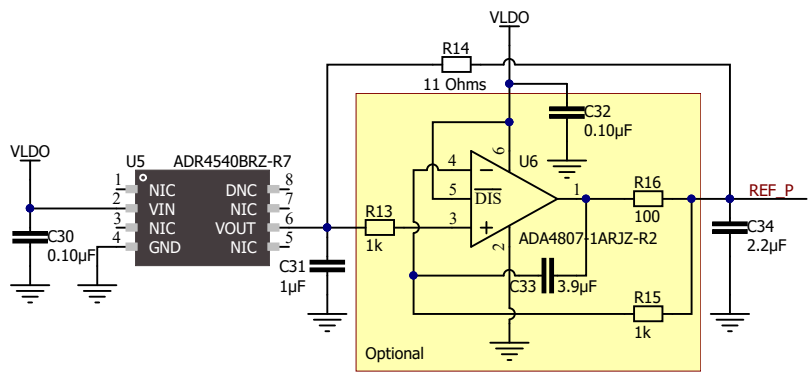 VLDO
R14
11 Ohms
C32
0.10µF
VLDO
U5 ADR4540BRZ-R7
6
U6
1 NIC DNC 8
4
2 VIN NIC 7
5 DIS
1
R16
REF_P
3 NIC VOUT 6
R13
3
100
4 GND NIC 5
1k
ADA4807-1ARJZ-R2
C34
2.2µF
C30
0.10µF
2
C31
1µF
C33 3.9µF
R15
1k
Optional